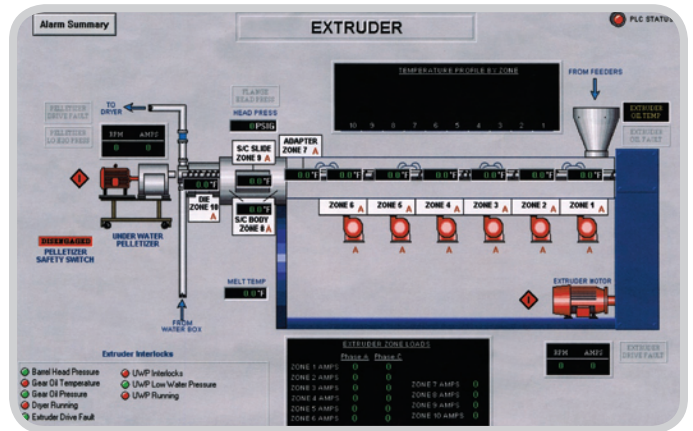 Alarm Summary
EXTRUDER
PLC STATUS
TEMPERATURE PROFILE BY ZONE
10 9 8 7 6 5 4 3 2 1
FROM FEEDERS
TO
DRYER
FLANGE
HEAD PRESS
HEAD PRESS
0 PSIG
PELLETIZER
DRIVE FAULT
PELLETIZER
LO H2O PRESS
RPM AMPS
0 0
EXTRUDER
OIL TEMP
EXTRUDER
OIL FAULT
S/C SLIDE
ZONE 9 A
ADAPTER
ZONE 7 A
0.0 °F
0.0 °F
0.0 °F
0.0 °F
0.0 °F
0.0 °F
0.0 °F
0.0 °F
0.0 °F
DIE
ZONE 10
A
0.0 °F
S/C BODY
ZONE 8 A
ZONE 6 A
ZONE 5 A
ZONE 4 A
ZONE 3 A
ZONE 2 A
ZONE 1 A
A A A A A A
I
DISENGAGED
PELLETIZER
SAFETY SWITCH
UNDER WATER
PELLETIZER
MELT TEMP
0.0 °F
EXTRUDER MOTOR
I
FROM
WATER BOX
Extruder Interlocks
Barrel Head Pressure
Gear Oil Temperature
Gear Oil Pressure
Dryer Running
Extruder Drive Fault
UWP Interlocks
UWP Low Water Pressure
UWP Running
EXTRUDER ZONE LOADS
Phase A Phase C
ZONE 1 AMPS 0 0
ZONE 2 AMPS 0 0
ZONE 3 AMPS 0 0
ZONE 4 AMPS 0 0
ZONE 5 AMPS 0 0
ZONE 6 AMPS 0 0
ZONE 7 AMPS 0
ZONE 8 AMPS 0
ZONE 9 AMPS 0
ZONE 10 AMPS 0
RPM AMPS
0 0
EXTRUDER
DRIVE FAULT